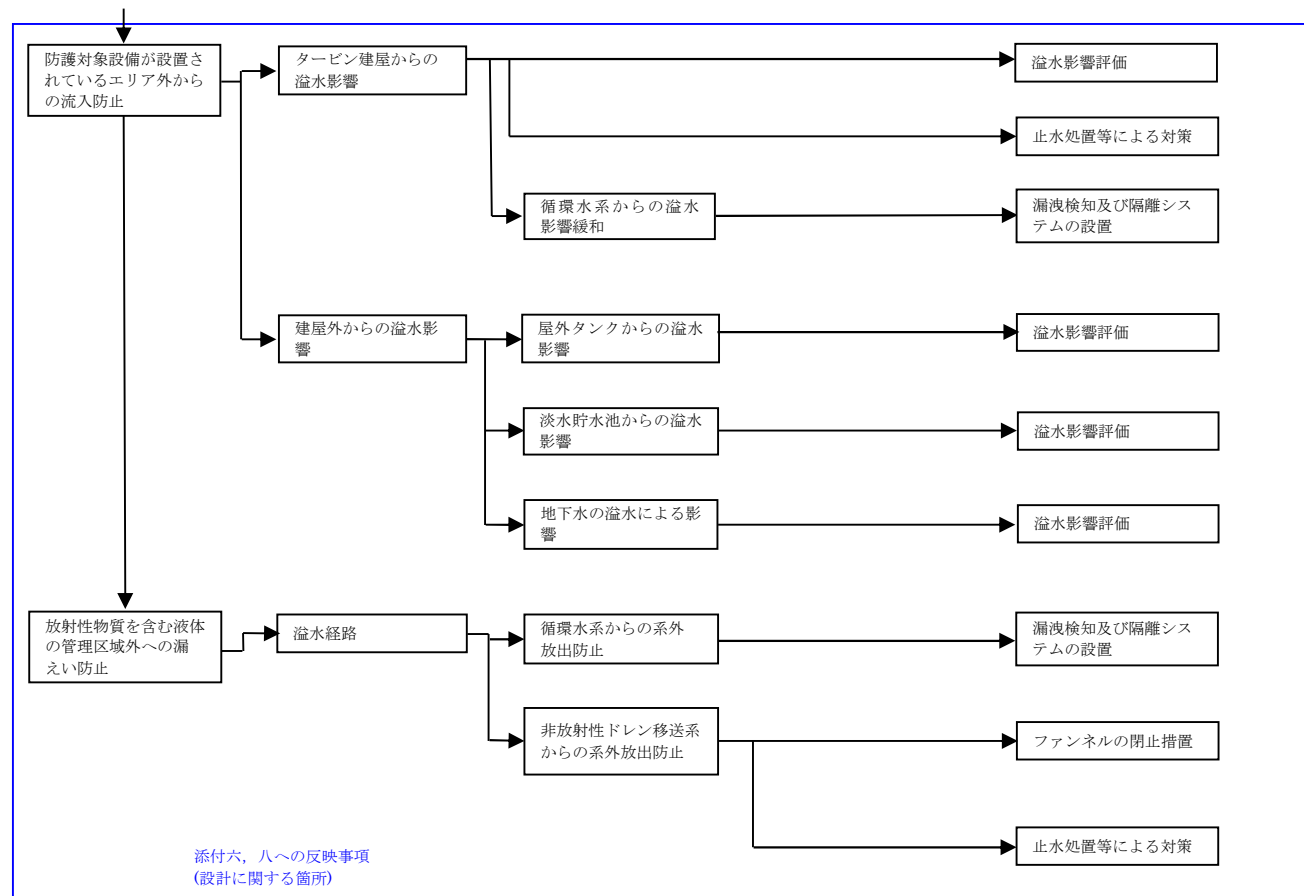 防護対象設備が設置さ
れているエリア外から
の流入防止
タービン建屋からの
溢水影響
溢水影響評価
止水処置等による対策
循環水系からの溢水
影響緩和
漏洩検知及び隔離シス
テムの設置
建屋外からの溢水影
響
屋外タンクからの溢水
影響
溢水影響評価
淡水貯水池からの溢水
影響
溢水影響評価
地下水の溢水による影
響
溢水影響評価
放射性物質を含む液体
の管理区域外への漏
えい防止
溢水経路
循環水系からの系外
放出防止
漏洩検知及び隔離シス
テムの設置
非放射性ドレン移送系
からの系外放出防止
ファンネルの閉止措置
止水処置等による対策
添付六，八への反映事項
(設計に関する箇所)